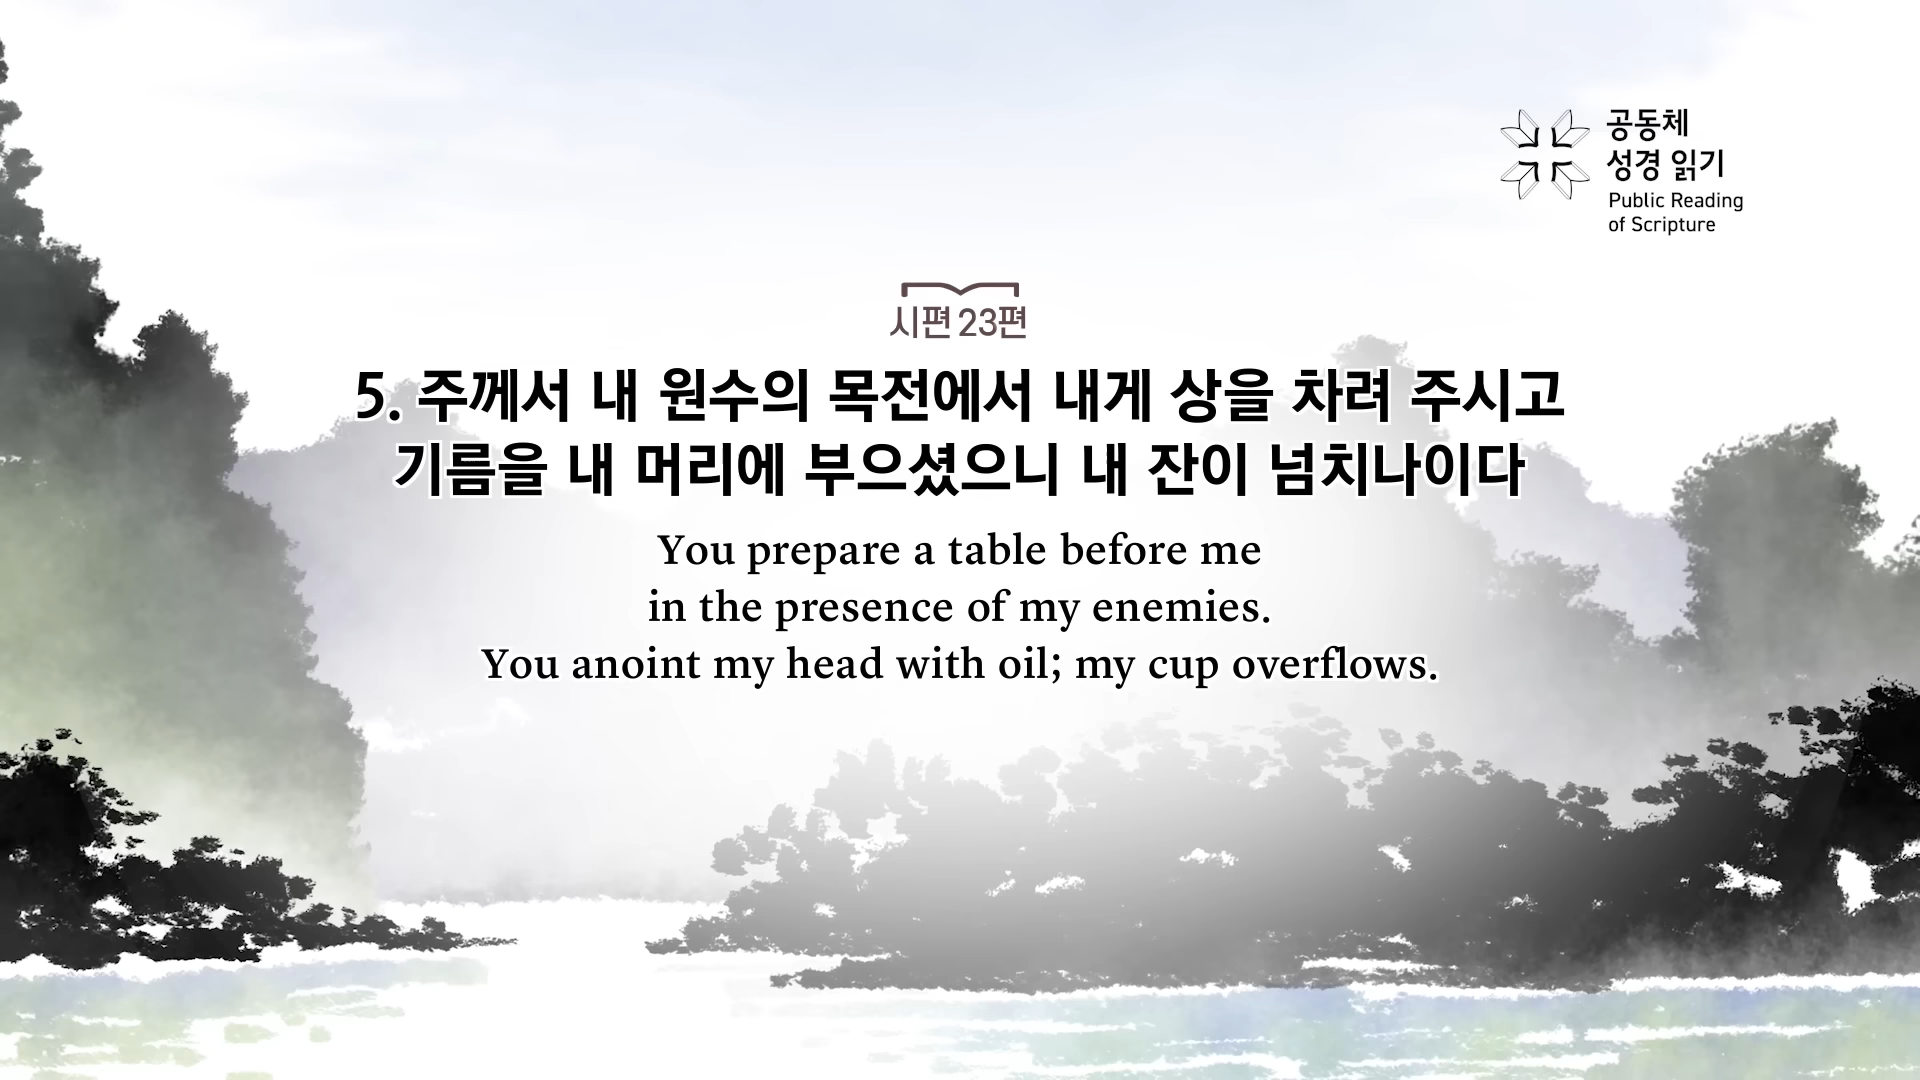 공동체
성경 읽기
Public Reading
of Scripture
시편 23편
5. 주께서 내 원수의 목전에서 내게 상을 차려 주시고
기름을 내 머리에 부으셨으니 내 잔이 넘치나이다
You prepare a table before me
in the presence of my enemies.
You anoint my head with oil; my cup overflows.